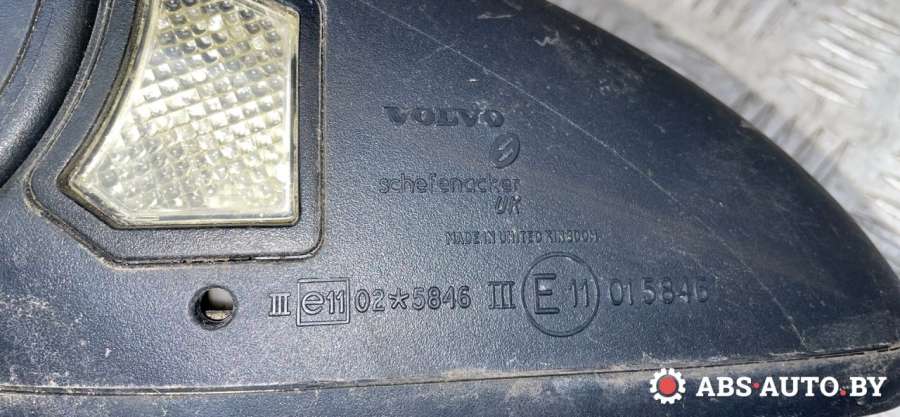 VOLVO
schefenacker
UK
MADE IN UNITED KINGDOM
III e11 02*5846 III E 11 015846
ABS-AUTO.BY